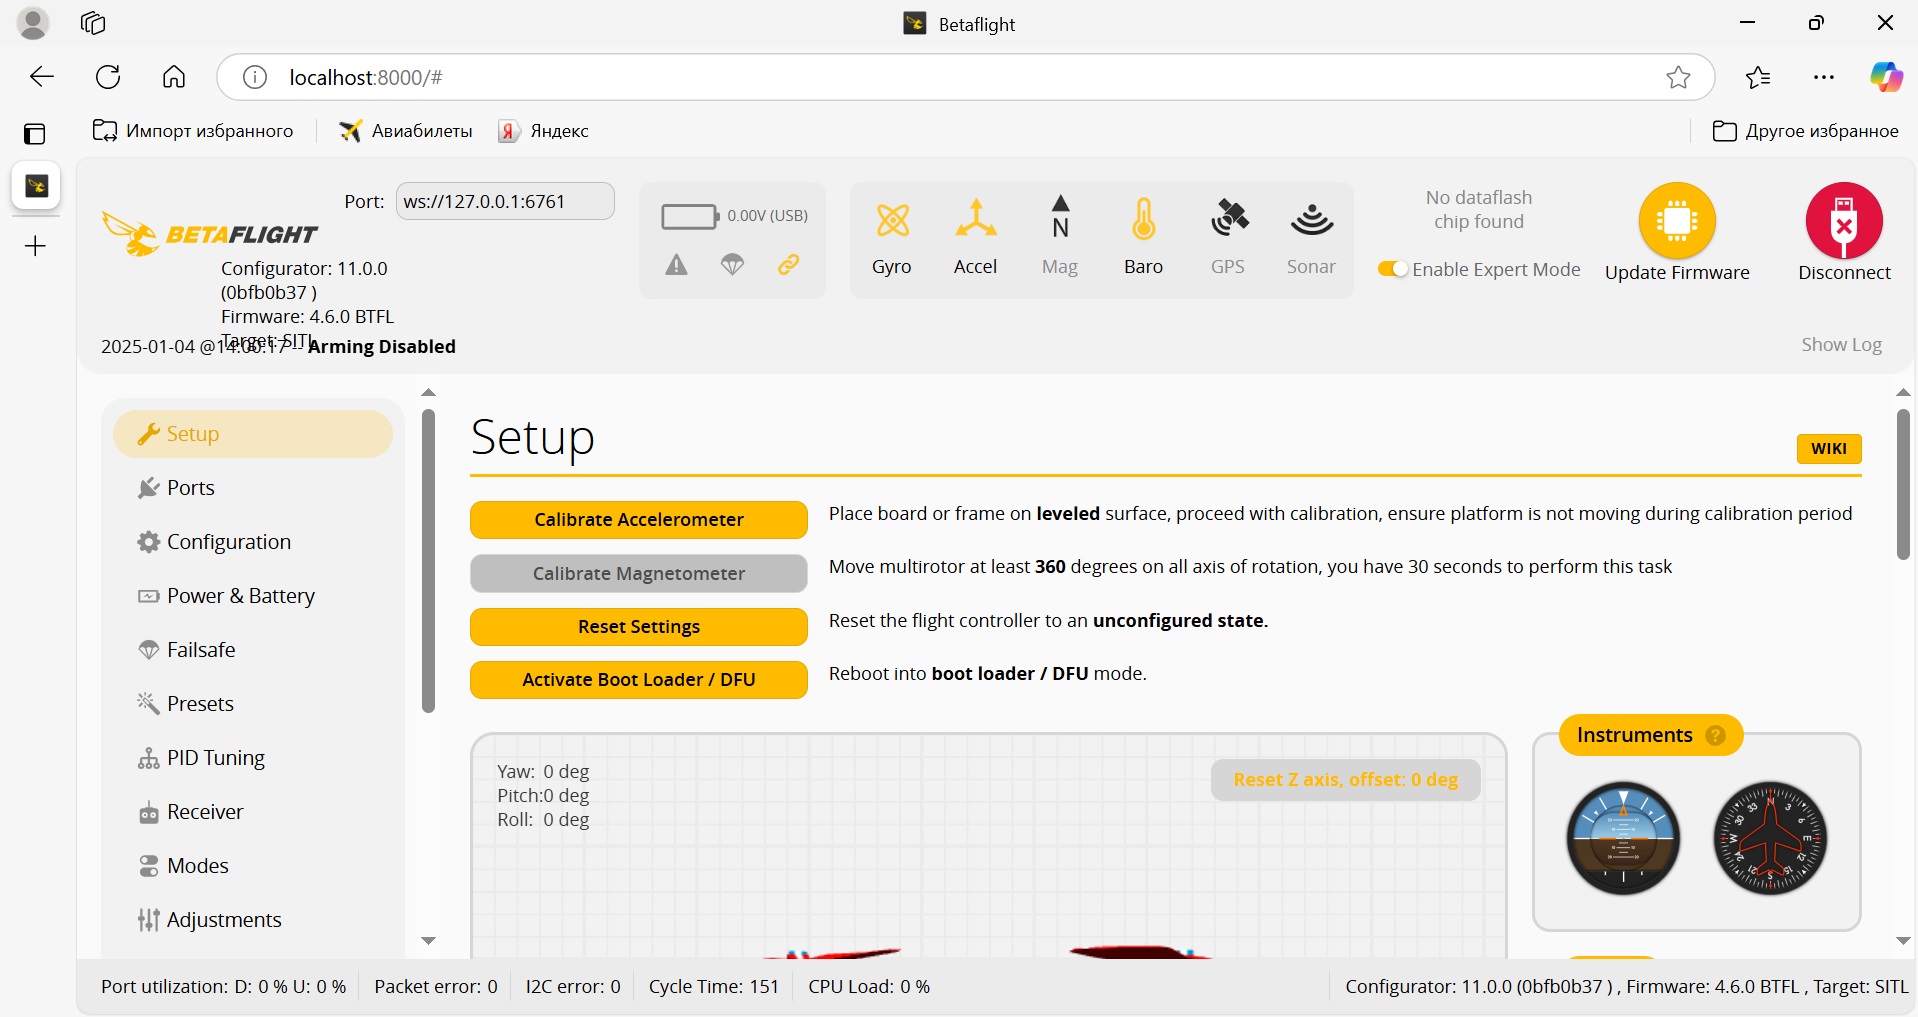 Betaflight
localhost:8000/#
Импорт избранного
Авиабилеты
Яндекс
Другое избранное
BETAFLIGHT
Port: ws://127.0.0.1:6761
Configurator: 11.0.0
(0bfb0b37 )
Firmware: 4.6.0 BTFL
Target: SITL
2025-01-04 @14:00:17 -- Arming Disabled
0.00V (USB)
N
Gyro
Accel
Mag
Baro
GPS
Sonar
No dataflash
chip found
Enable Expert Mode
Update Firmware
Disconnect
Show Log
Setup
Ports
Configuration
Power & Battery
Failsafe
Presets
PID Tuning
Receiver
Modes
Adjustments
Setup
WIKI
Calibrate Accelerometer
Place board or frame on leveled surface, proceed with calibration, ensure platform is not moving during calibration period
Calibrate Magnetometer
Move multirotor at least 360 degrees on all axis of rotation, you have 30 seconds to perform this task
Reset Settings
Reset the flight controller to an unconfigured state.
Activate Boot Loader / DFU
Reboot into boot loader / DFU mode.
Yaw: 0 deg
Pitch:0 deg
Roll: 0 deg
Reset Z axis, offset: 0 deg
Instruments ?
N 3 6 E 12 15 S 21 24 W 30 33
Port utilization: D: 0 % U: 0 %
Packet error: 0
I2C error: 0
Cycle Time: 151
CPU Load: 0 %
Configurator: 11.0.0 (0bfb0b37 ) , Firmware: 4.6.0 BTFL , Target: SITL